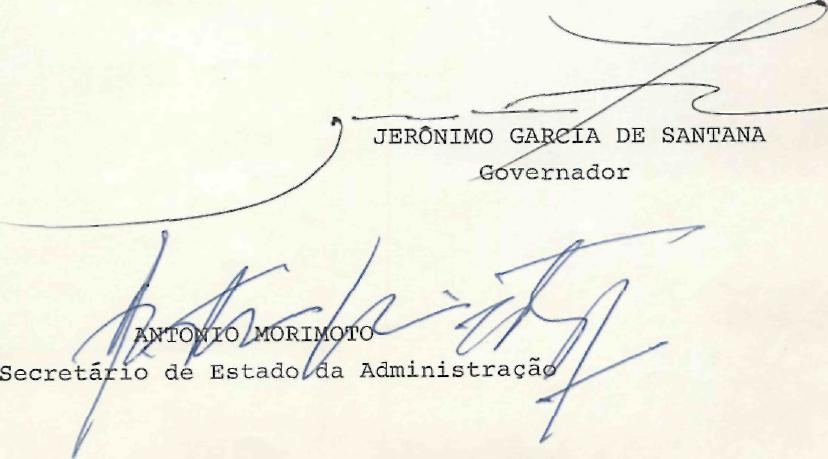 JERÔNIMO GARCIA DE SANTANA
Governador
ANTONIO MORIMOTO
Secretário de Estado da Administração